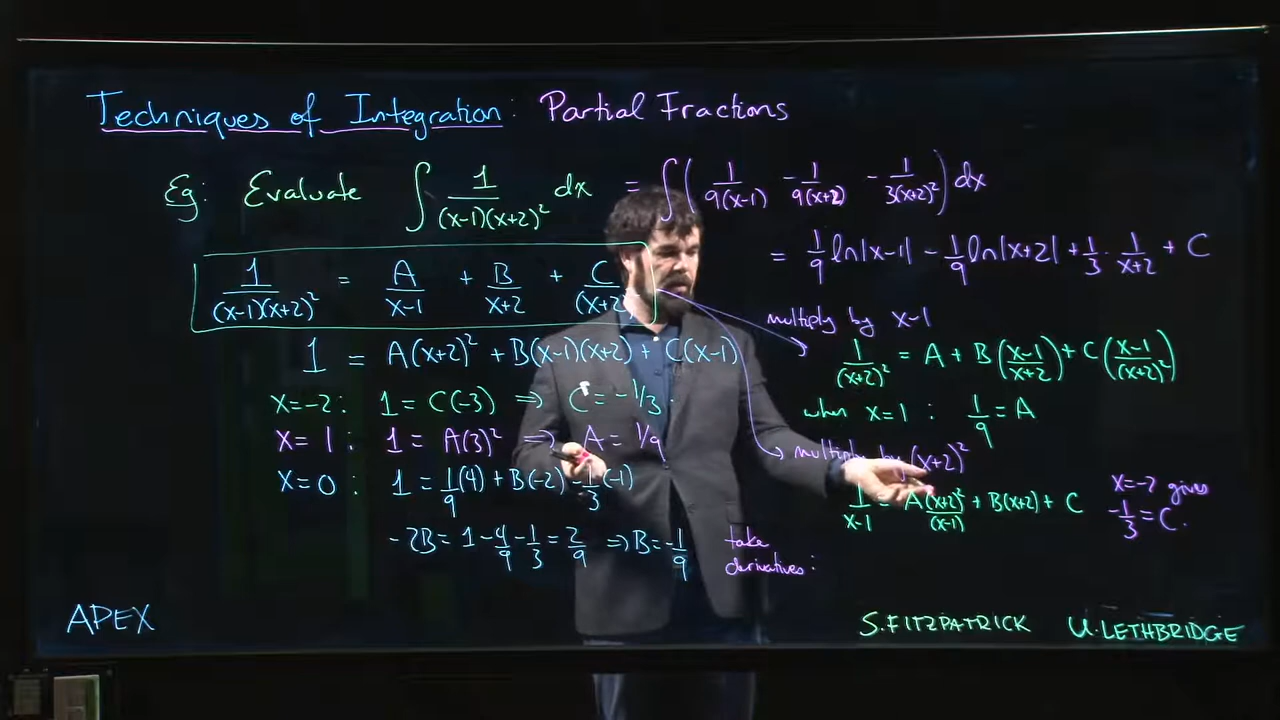 Techniques of Integration: Partial Fractions
Eg: Evaluate ∫ 1/((x-1)(x+2)²) dx = ∫( 1/(9(x-1)) - 1/(9(x+2)) - 1/(3(x+2)²) ) dx
= 1/9 ln|x-1| - 1/9 ln|x+2| + 1/3 · 1/(x+2) + C
1/((x-1)(x+2)²) = A/(x-1) + B/(x+2) + C/(x+2)
1 = A(x+2)² + B(x-1)(x+2) + C(x-1)
x=-2: 1 = C(-3) ⇒ C = -1/3.
x=1: 1 = A(3)² ⇒ A = 1/9
x=0: 1 = 1/9(4) + B(-2) - 1/3(-1)
-2B = 1 - 4/9 - 1/3 = 2/9 ⇒ B = -1/9
multiply by x-1
1/(x+2)² = A + B((x-1)/(x+2)) + C((x-1)/(x+2)²)
when x=1: 1/9 = A
multiply by (x+2)²
1/(x-1) = A(x+2)²/(x-1) + B(x+2) + C
x=-2 gives
-1/3 = C.
take
derivatives:
APEX
S.FITZPATRICK U.LETHBRIDGE